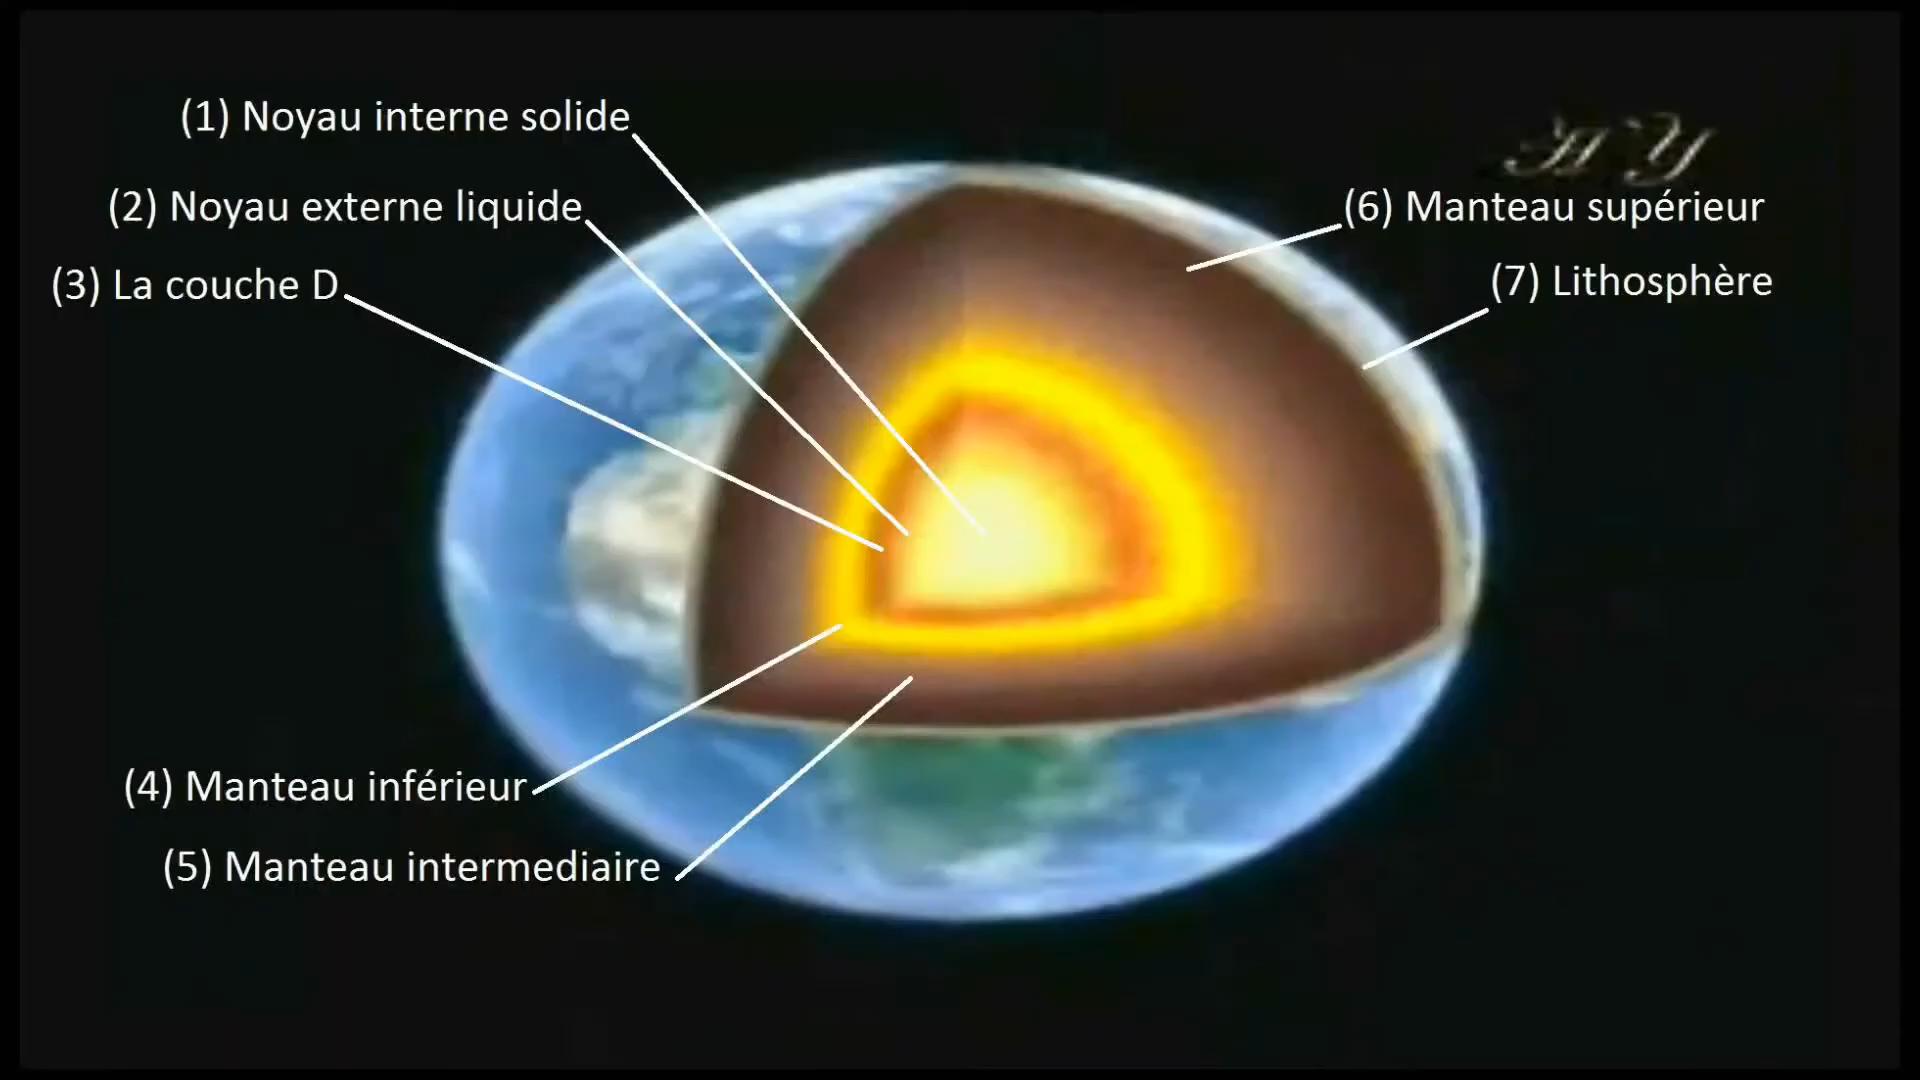 (1) Noyau interne solide
(2) Noyau externe liquide
(3) La couche D
(4) Manteau inférieur
(5) Manteau intermediaire
HY
(6) Manteau supérieur
(7) Lithosphère